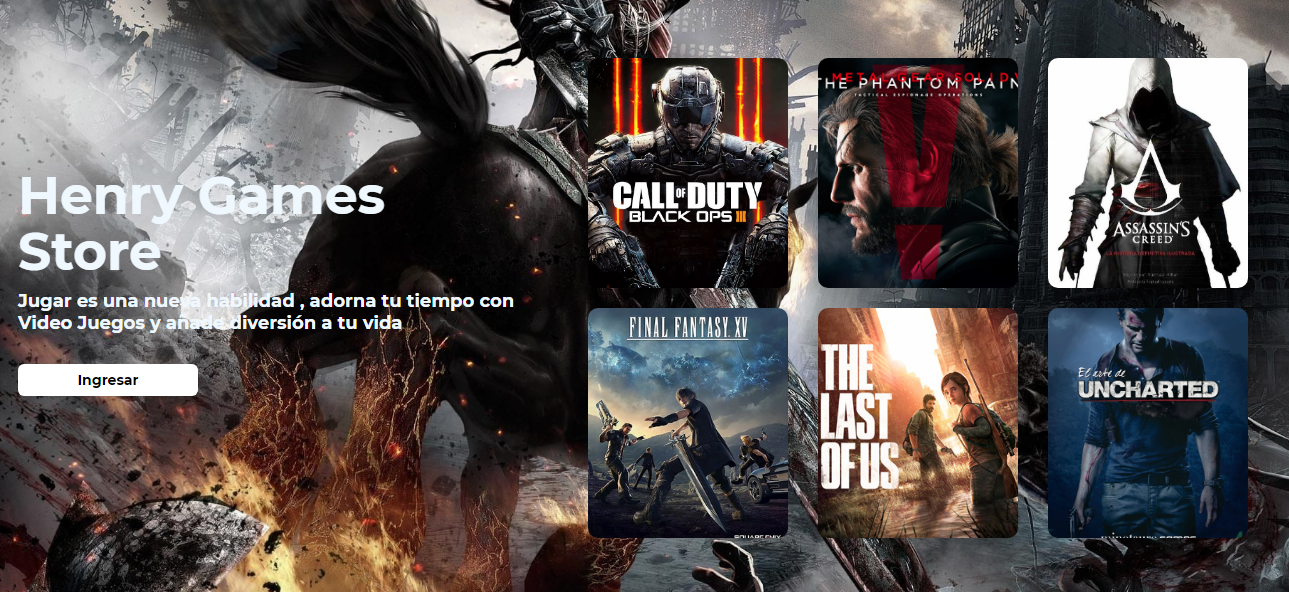 Henry Games
Store
Jugar es una nueva habilidad , adorna tu tiempo con
Video Juegos y añade diversión a tu vida
Ingresar
CALL OF DUTY
BLACK OPS III
METAL GEAR SOLID V
THE PHANTOM PAIN
TACTICAL ESPIONAGE OPERATIONS
ASSASSIN'S
CREED
FINAL FANTASY XV
SQUARE ENIX
THE
LAST
OF US
El arte de
UNCHARTED